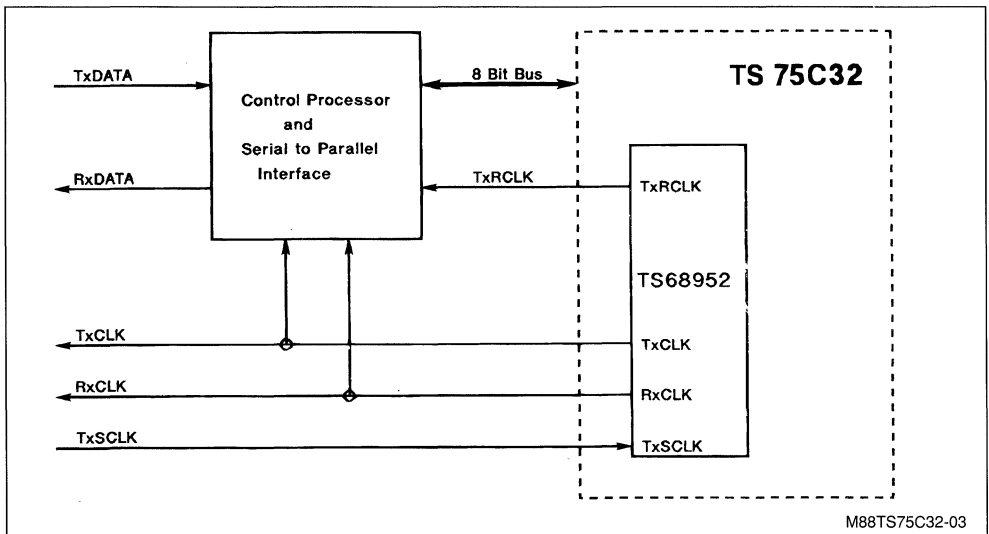 TxDATA
8 Bit Bus
TS 75C32
Control Processor
and
Serial to Parallel
Interface
RxDATA
TxRCLK
TxRCLK
TS68952
TxCLK
TxCLK
RxCLK
RxCLK
TxSCLK
TxSCLK
M88TS75C32-03